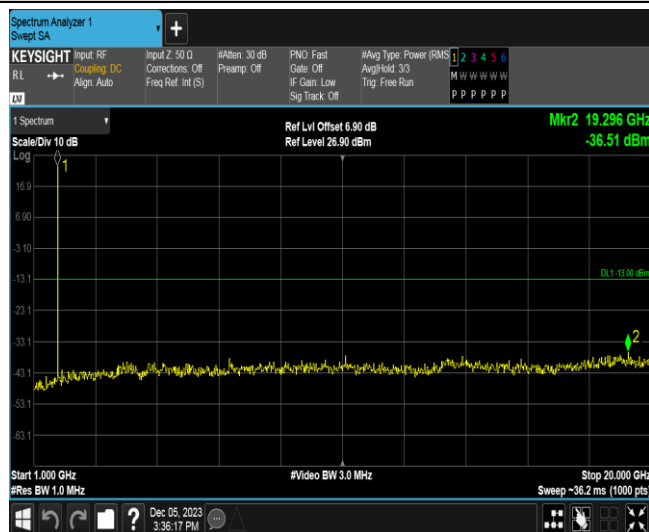 Spectrum Analyzer 1
Swept SA
+
KEYSIGHT Input: RF Input Z: 50 Ω #Atten: 30 dB PNO: Fast #Avg Type: Power (RMS 1 2 3 4 5 6
RL Coupling: DC Corrections: Off Preamp: Off Gate: Off Avg|Hold: 3/3 M W W W W W
Align: Auto Freq Ref: Int (S) IF Gain: Low Trig: Free Run
Sig Track: Off P P P P P P
LXI
1 Spectrum Ref Lvl Offset 6.90 dB Mkr2 19.296 GHz
Scale/Div 10 dB Ref Level 26.90 dBm -36.51 dBm
Log
1
16.9
6.90
-3.10
-13.1 DL1 -13.00 dBm
-23.1
-33.1 2
-43.1
-53.1
-63.1
Start 1.000 GHz #Video BW 3.0 MHz Stop 20.000 GHz
#Res BW 1.0 MHz Sweep ~36.2 ms (1000 pts)
? Dec 05, 2023
3:36:17 PM